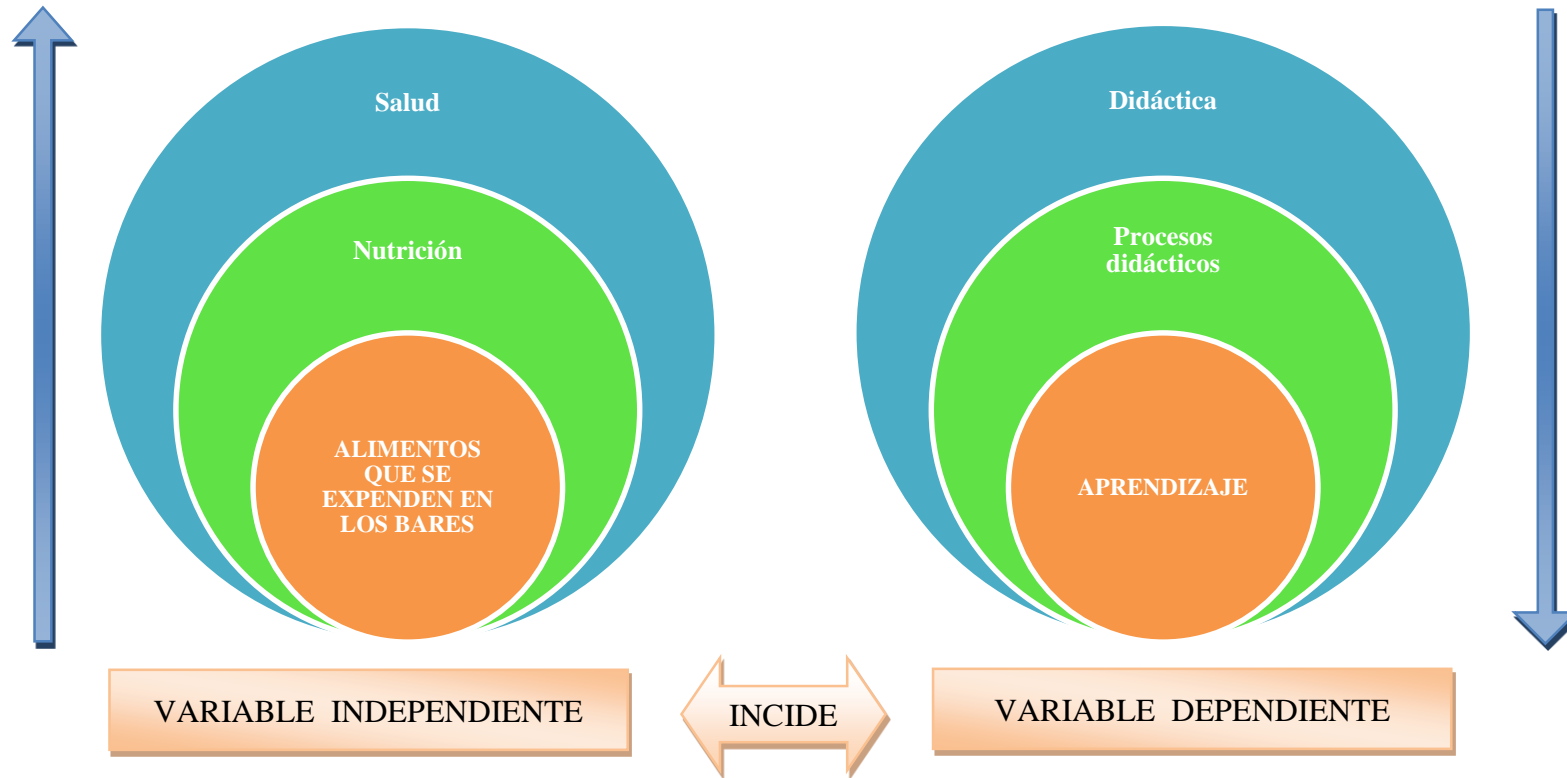 Salud
Nutrición
ALIMENTOS
QUE SE
EXPENDEN EN
LOS BARES
Didáctica
Procesos
didácticos
APRENDIZAJE
VARIABLE INDEPENDIENTE
INCIDE
VARIABLE DEPENDIENTE